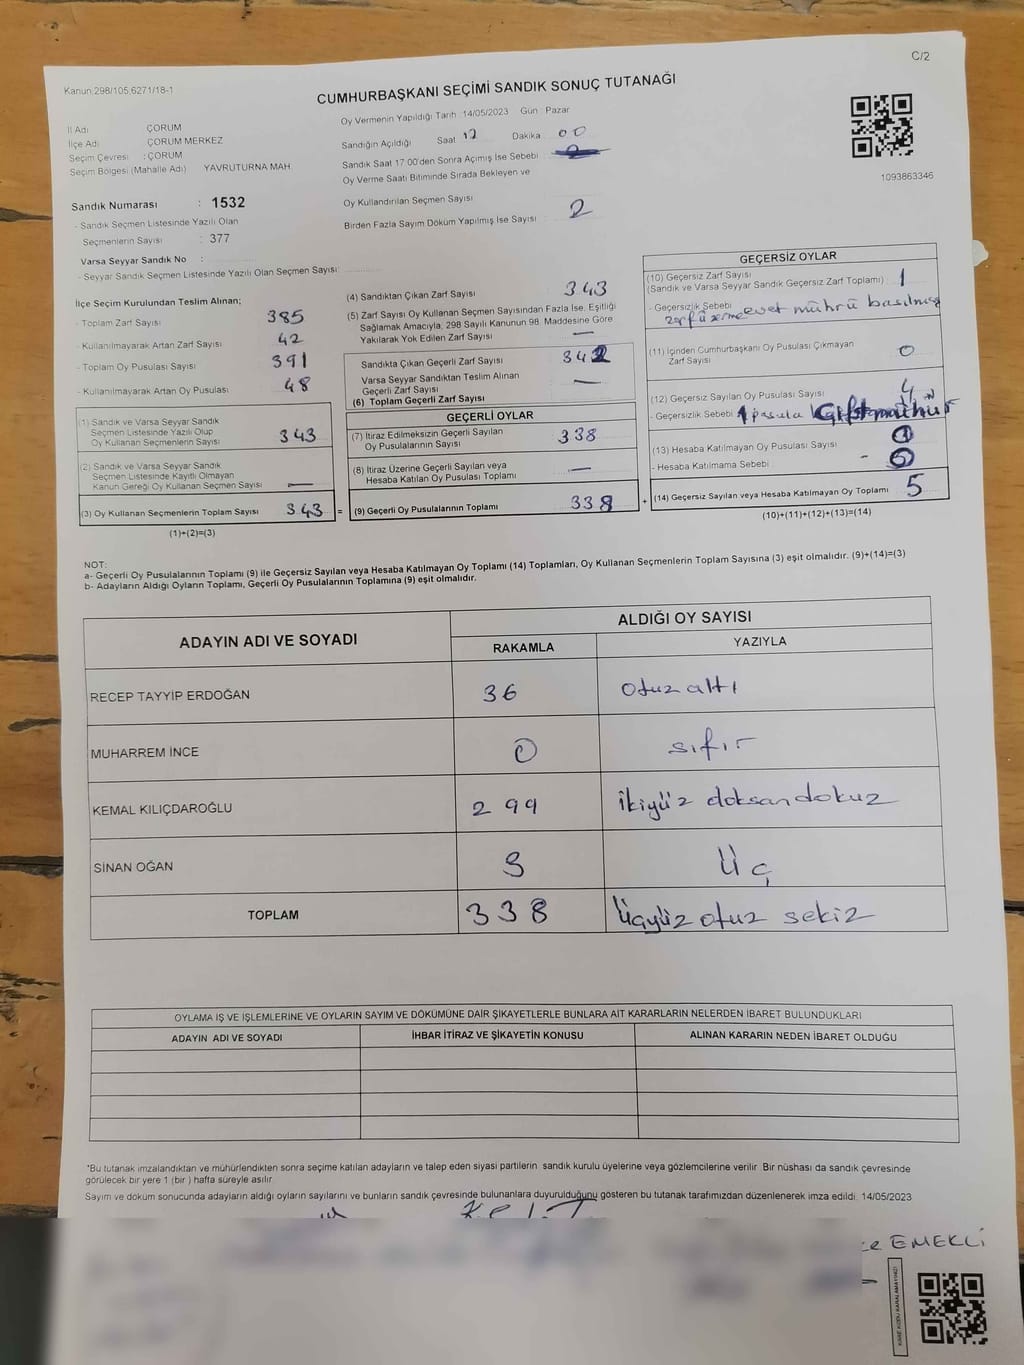 C/2
Kanun:298/105,6271/18-1
CUMHURBAŞKANI SEÇİMİ SANDIK SONUÇ TUTANAĞI
İl Adı ÇORUM
İlçe Adı ÇORUM MERKEZ
Seçim Çevresi : ÇORUM
Seçim Bölgesi (Mahalle Adı) YAVRUTURNA MAH.
Sandık Numarası : 1532
- Sandık Seçmen Listesinde Yazılı Olan
Seçmenlerin Sayısı : 377
Varsa Seyyar Sandık No :
- Seyyar Sandık Seçmen Listesinde Yazılı Olan Seçmen Sayısı:
Oy Vermenin Yapıldığı Tarih 14/05/2023 Gün : Pazar
Sandığın Açıldığı Saat 17 Dakika 00
Sandık Saat 17 00'den Sonra Açımış İse Sebebi
Oy Verme Saati Bitiminde Sırada Bekleyen ve
Oy Kullandırılan Seçmen Sayısı
Birden Fazla Sayım Döküm Yapılmış İse Sayısı 2
1093863346
İlçe Seçim Kurulundan Teslim Alınan;
- Toplam Zarf Sayısı 385
- Kullanılmayarak Artan Zarf Sayısı 42
- Toplam Oy Pusulası Sayısı 391
- Kullanılmayarak Artan Oy Pusulası 48
(1) Sandık ve Varsa Seyyar Sandık
Seçmen Listesinde Yazılı Olup
Oy Kullanan Seçmenlerin Sayısı 343
(2) Sandık ve Varsa Seyyar Sandık
Seçmen Listesinde Kayıtlı Olmayan
Kanun Gereği Oy Kullanan Seçmen Sayısı —
(3) Oy Kullanan Seçmenlerin Toplam Sayısı 343 =
(1)+(2)=(3)
(4) Sandıktan Çıkan Zarf Sayısı 343
(5) Zarf Sayısı Oy Kullanan Seçmen Sayısından Fazla İse, Eşitliği
Sağlamak Amacıyla, 298 Sayılı Kanunun 98. Maddesine Göre
Yakılarak Yok Edilen Zarf Sayısı —
Sandıkta Çıkan Geçerli Zarf Sayısı 342
Varsa Seyyar Sandıktan Teslim Alınan
Geçerli Zarf Sayısı —
(6) Toplam Geçerli Zarf Sayısı
GEÇERLİ OYLAR
(7) İtiraz Edilmeksizin Geçerli Sayılan
Oy Pusulalarının Sayısı 338
(8) İtiraz Üzerine Geçerli Sayılan veya
Hesaba Katılan Oy Pusulası Toplamı —
(9) Geçerli Oy Pusulalarının Toplamı 338 +
GEÇERSİZ OYLAR
(10) Geçersiz Zarf Sayısı
(Sandık ve Varsa Seyyar Sandık Geçersiz Zarf Toplamı) 1
- Geçersizlik Sebebi
zarf üzerine evet mührü basılmış
(11) İçinden Cumhurbaşkanı Oy Pusulası Çıkmayan
Zarf Sayısı 0
(12) Geçersiz Sayılan Oy Pusulası Sayısı 4
- Geçersizlik Sebebi
(13) Hesaba Katılmayan Oy Pusulası Sayısı
- Hesaba Katılmama Sebebi -
(14) Geçersiz Sayılan veya Hesaba Katılmayan Oy Toplamı 5
(10)+(11)+(12)+(13)=(14)
NOT:
a- Geçerli Oy Pusulalarının Toplamı (9) ile Geçersiz Sayılan veya Hesaba Katılmayan Oy Toplamı (14) Toplamları, Oy Kullanan Seçmenlerin Toplam Sayısına (3) eşit olmalıdır. (9)+(14)=(3)
b- Adayların Aldığı Oyların Toplamı, Geçerli Oy Pusulalarının Toplamına (9) eşit olmalıdır.
ADAYIN ADI VE SOYADI
ALDIĞI OY SAYISI
RAKAMLA YAZIYLA
RECEP TAYYİP ERDOĞAN 36 Otuz altı
MUHARREM İNCE 0 sıfır
KEMAL KILIÇDAROĞLU 299 ikiyüz doksan dokuz
SİNAN OĞAN 3 Üç
TOPLAM 338 Üçyüz otuz sekiz
OYLAMA İŞ VE İŞLEMLERİNE VE OYLARIN SAYIM VE DÖKÜMÜNE DAİR ŞİKAYETLERLE BUNLARA AİT KARARLARIN NELERDEN İBARET BULUNDUKLARI
ADAYIN ADI VE SOYADI İHBAR İTİRAZ VE ŞİKAYETİN KONUSU ALINAN KARARIN NEDEN İBARET OLDUĞU
*Bu tutanak imzalandıktan ve mühürlendikten sonra seçime katılan adayların ve talep eden siyasi partilerin sandık kurulu üyelerine veya gözlemcilerine verilir. Bir nüshası da sandık çevresinde
görülecek bir yere 1 (bir ) hafta süreyle asılır.
Sayım ve döküm sonucunda adayların aldığı oyların sayılarını ve bunların sandık çevresinde bulunanlara duyurulduğunu gösteren bu tutanak tarafımızdan düzenlenerek imza edildi. 14/05/2023
EMEKLİ